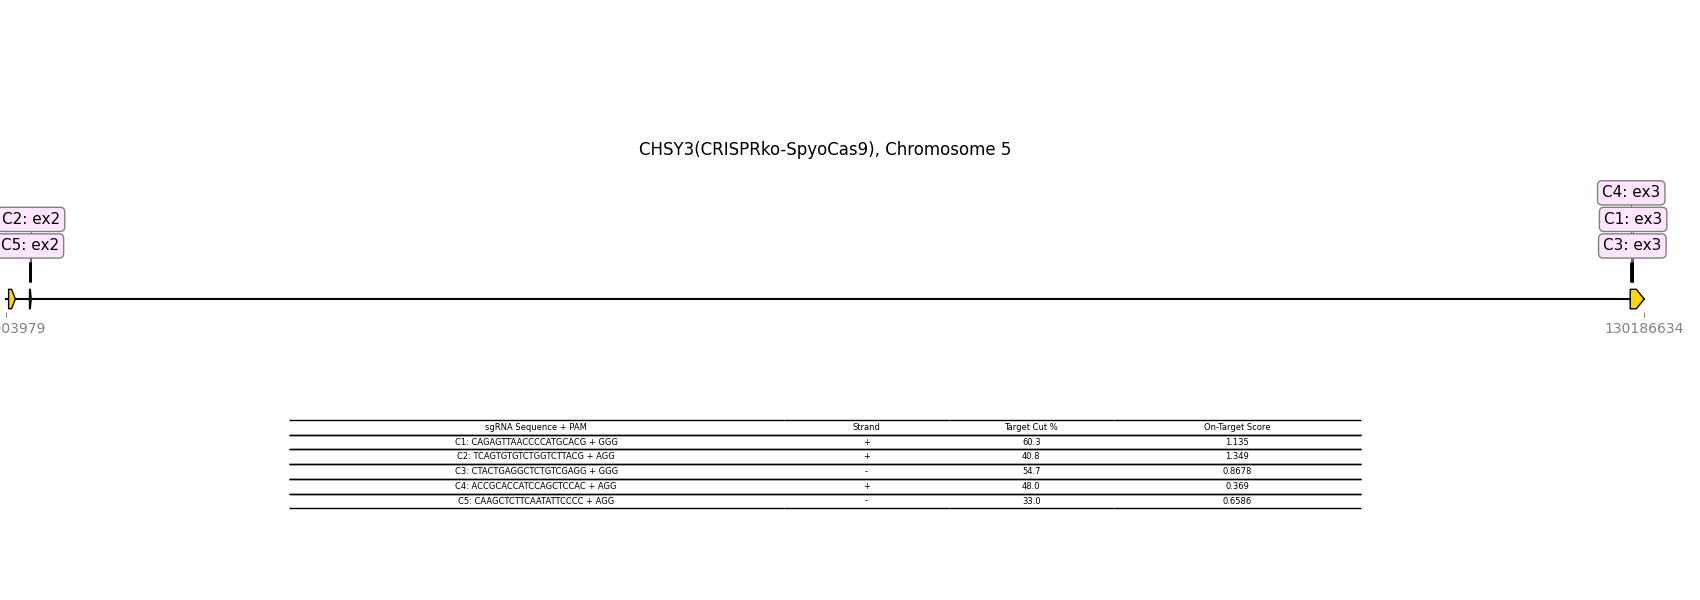 CHSY3(CRISPRko-SpyoCas9), Chromosome 5
C4: ex3
C2: ex2
C1: ex3
C5: ex2
C3: ex3
03979
130186634
sgRNA Sequence + PAM Strand Target Cut % On-Target Score
C1: CAGAGTTAACCCCATGCACG + GGG + 60.3 1.135
C2: TCAGTGTGTCTGGTCTTACG + AGG + 40.8 1.349
C3: CTACTGAGGCTCTGTCGAGG + GGG - 54.7 0.8678
C4: ACCGCACCATCCAGCTCCAC + AGG + 48.0 0.369
C5: CAAGCTCTTCAATATTCCCC + AGG - 33.0 0.6586